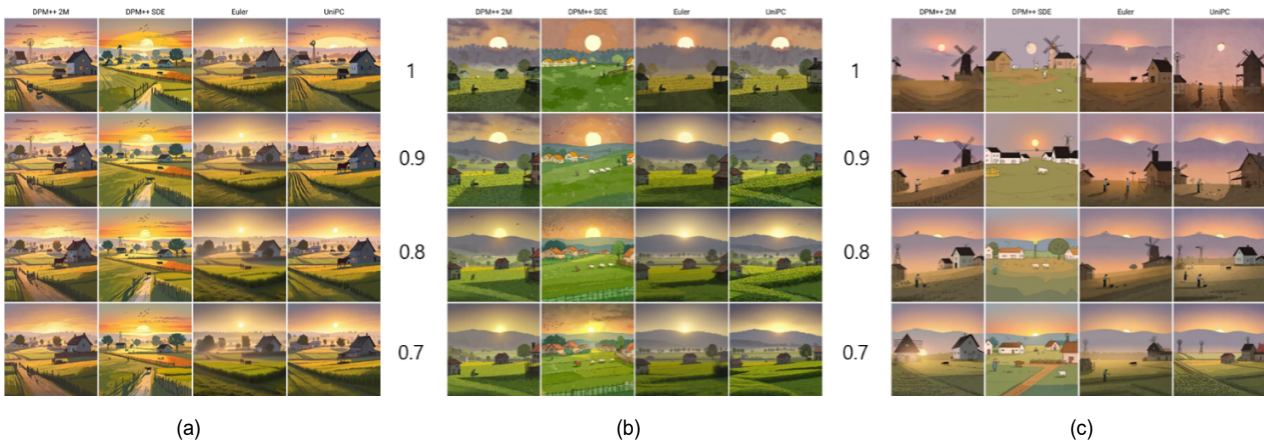 DPM++ 2M DPM++ SDE Euler UniPC DPM++ 2M DPM++ SDE Euler UniPC DPM++ 2M DPM++ SDE Euler UniPC
1 1
0.9 0.9
0.8 0.8
0.7 0.7
(a) (b) (c)